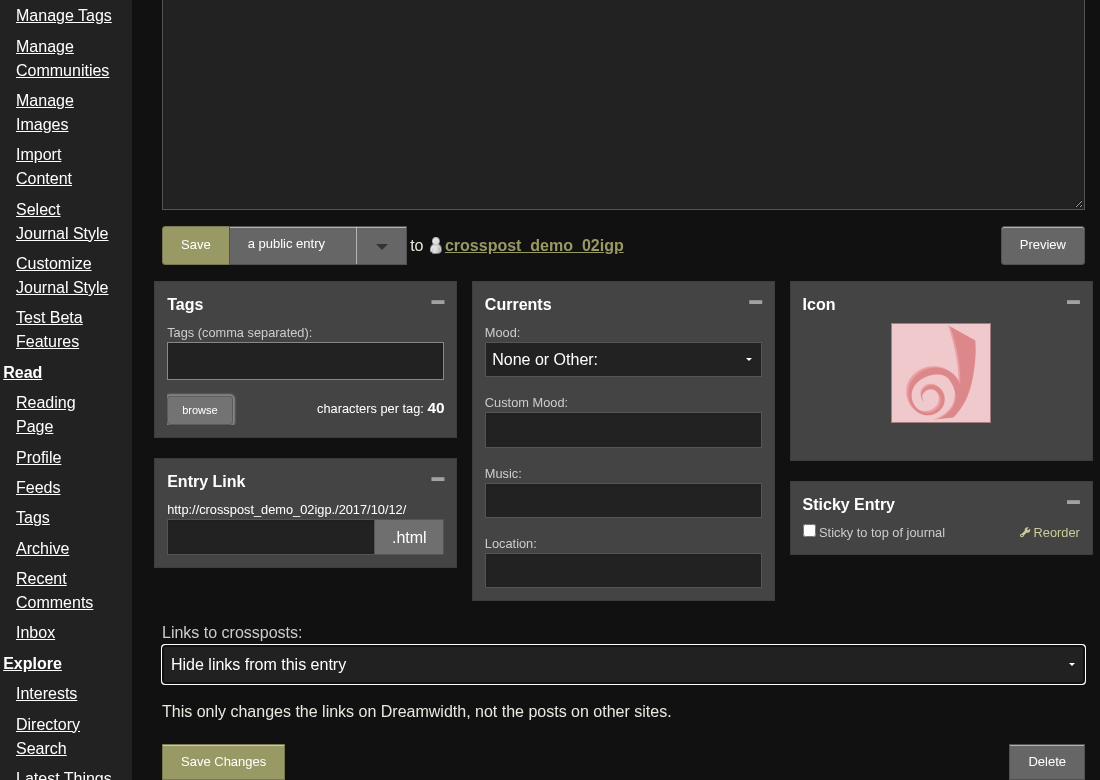 Manage Tags
Manage
Communities
Manage
Images
Import
Content
Select
Journal Style
Customize
Journal Style
Test Beta
Features
Read
Reading
Page
Profile
Feeds
Tags
Archive
Recent
Comments
Inbox
Explore
Interests
Directory
Search
Latest Things
Save a public entry to crosspost_demo_02igp Preview
Tags
Tags (comma separated):
browse characters per tag: 40
Entry Link
http://crosspost_demo_02igp./2017/10/12/
.html
Currents
Mood:
None or Other:
Custom Mood:
Music:
Location:
Icon
Sticky Entry
Sticky to top of journal Reorder
Links to crossposts:
Hide links from this entry
This only changes the links on Dreamwidth, not the posts on other sites.
Save Changes Delete